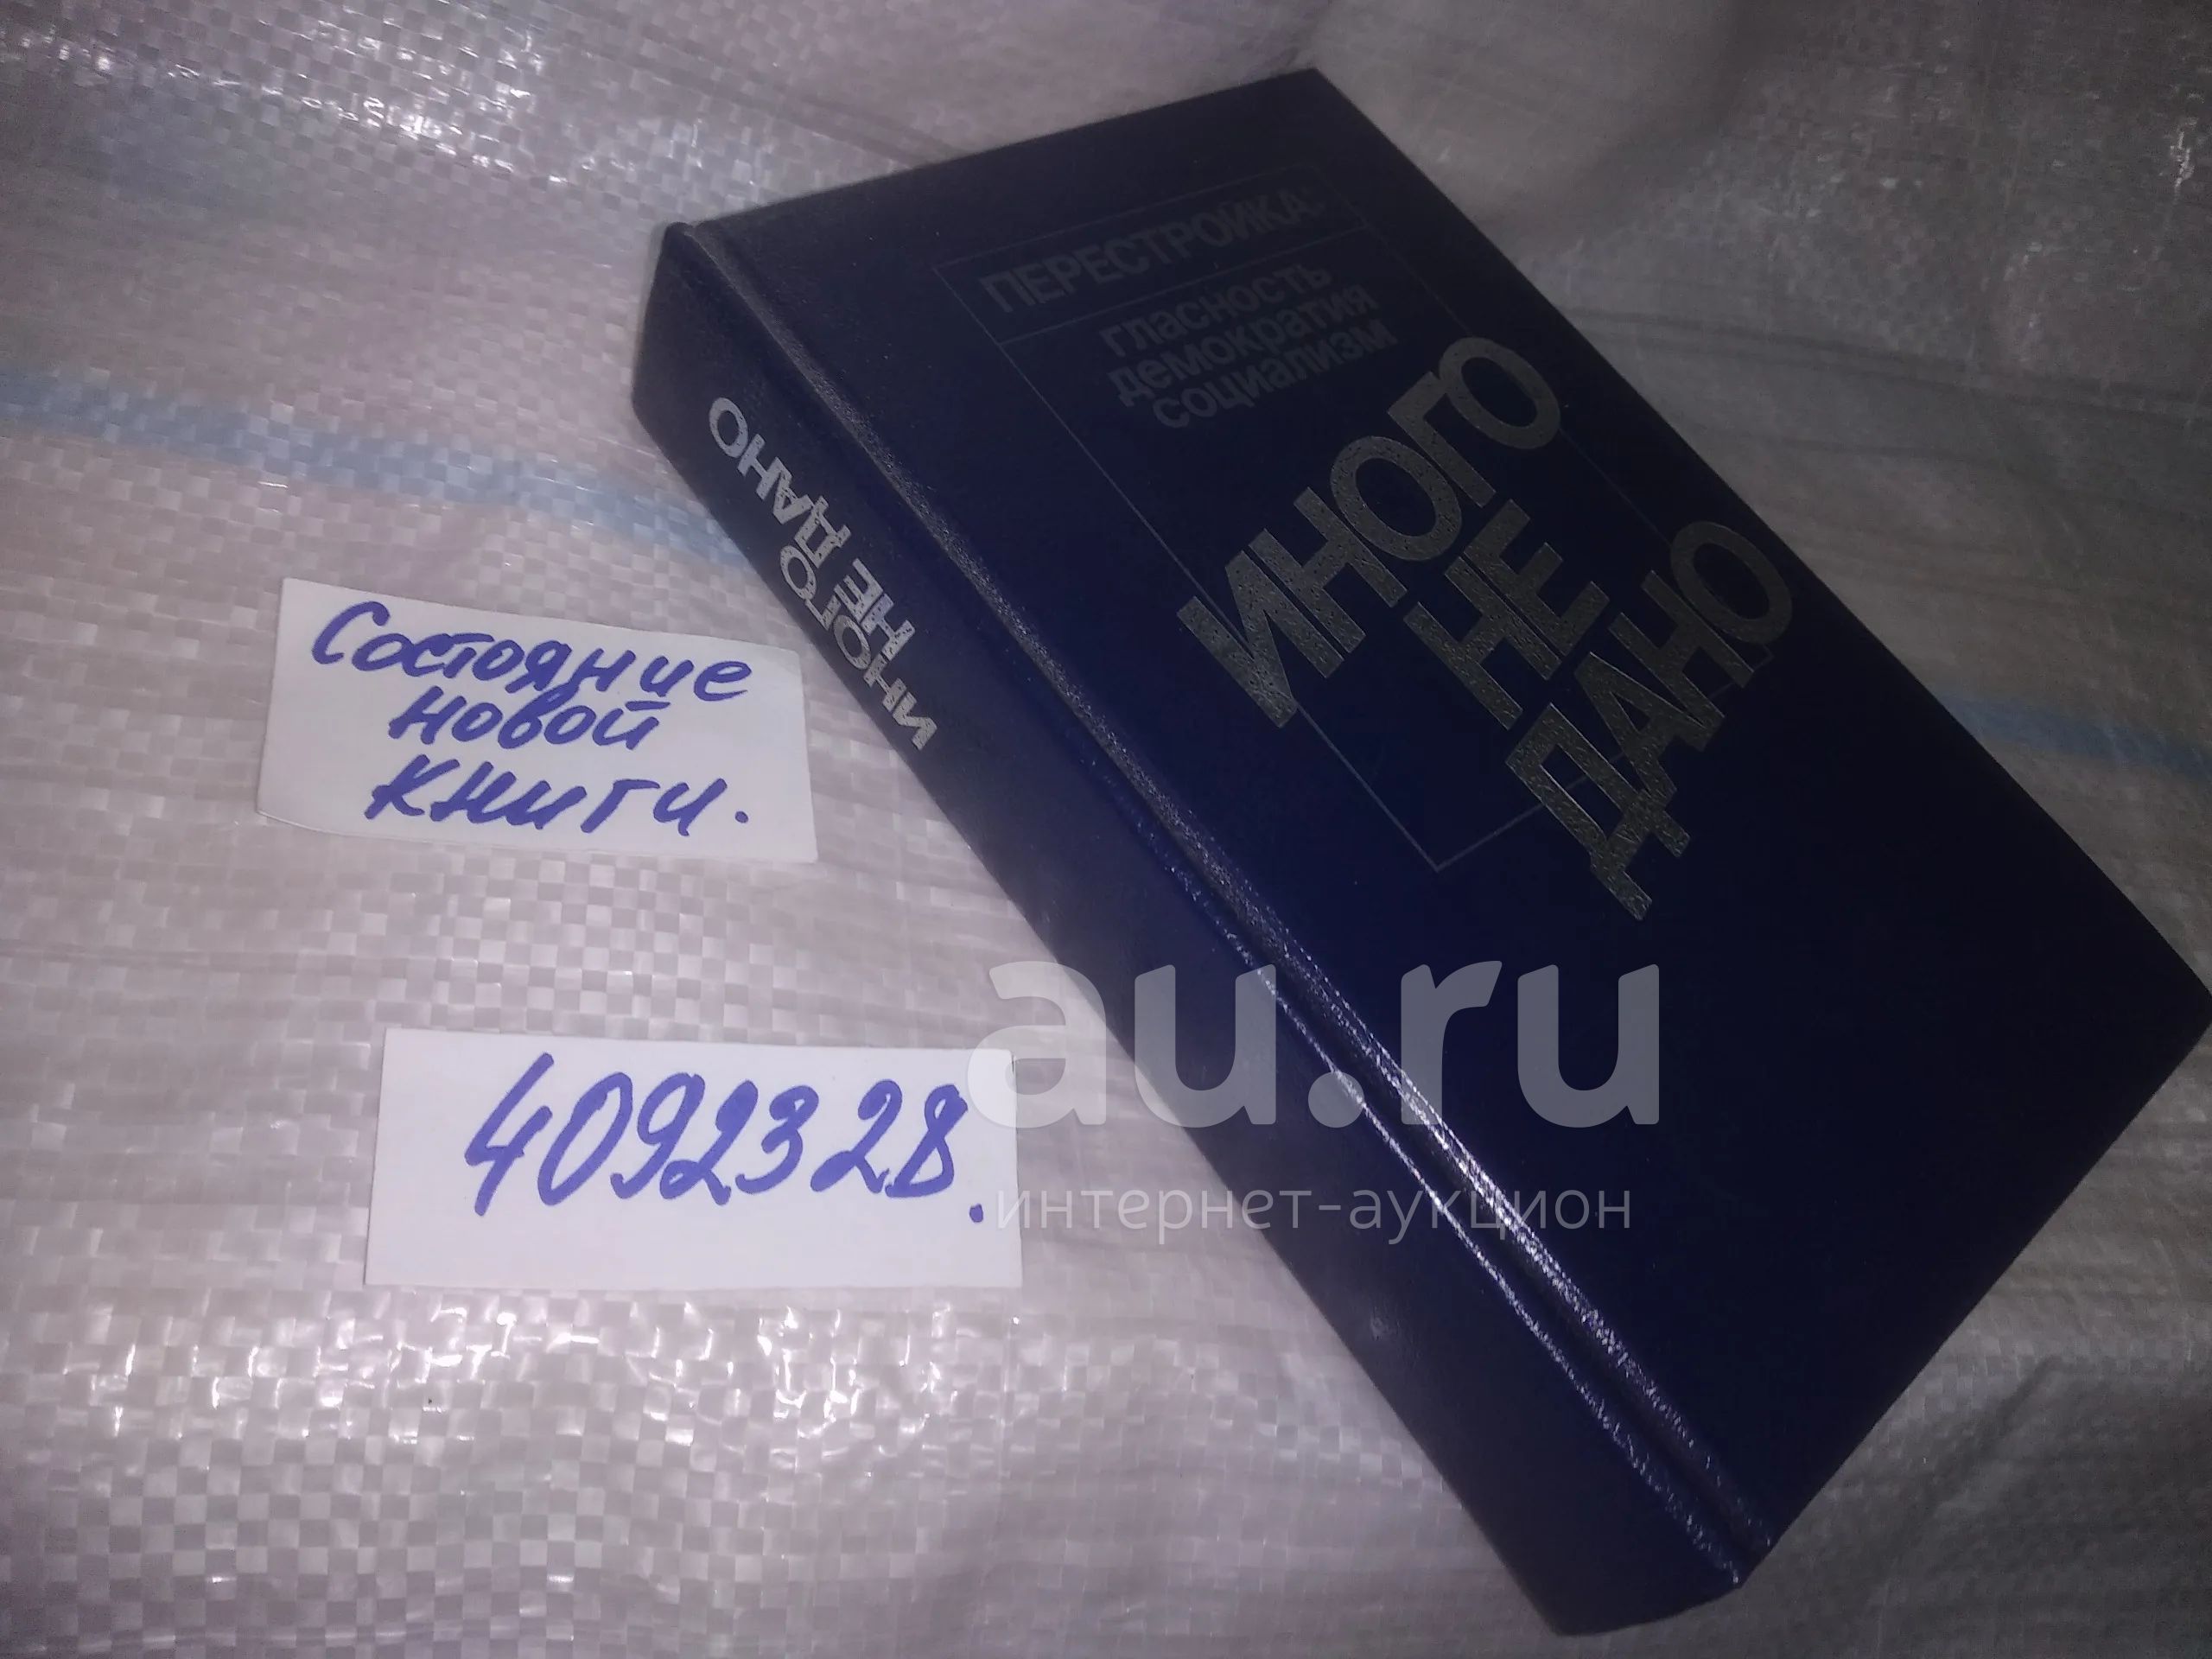 ПЕРЕСТРОЙКА:
гласность
демократия
социализм
ИНОГО
НЕ
ДАНО
ИНОГО
НЕ ДАНО
Состояние
новой
книги.
4092328.
au.ru
интернет-аукцион